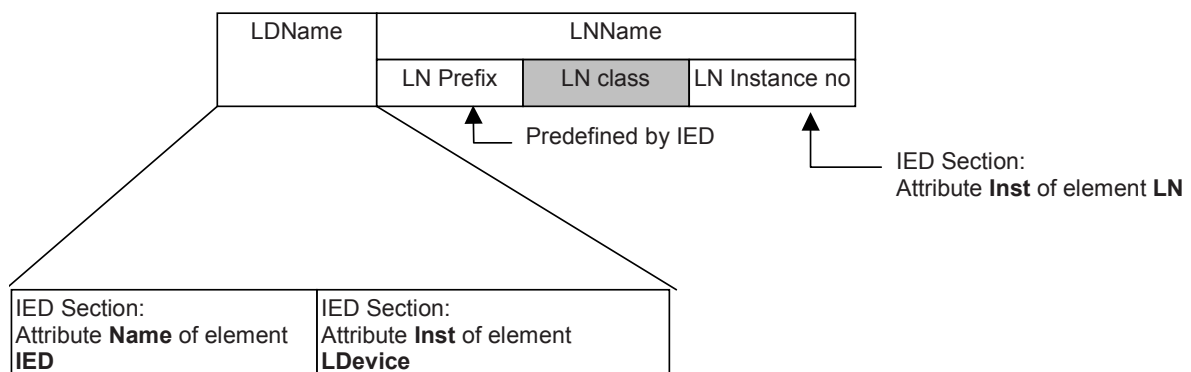 LDName
LNName
LN Prefix
LN class
LN Instance no
Predefined by IED
IED Section:
Attribute Inst of element LN
IED Section:
Attribute Name of element
IED
IED Section:
Attribute Inst of element
LDevice